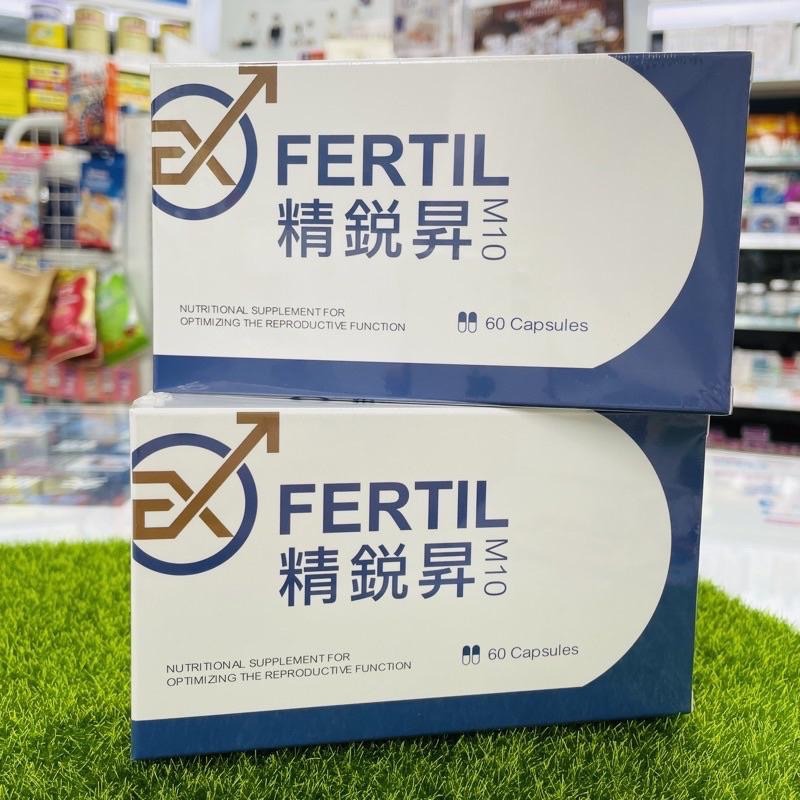 EX
FERTIL
精鋭昇
M10
NUTRITIONAL SUPPLEMENT FOR
OPTIMIZING THE REPRODUCTIVE FUNCTION
60 Capsules
EX
FERTIL
精鋭昇
M10
NUTRITIONAL SUPPLEMENT FOR
OPTIMIZING THE REPRODUCTIVE FUNCTION
60 Capsules